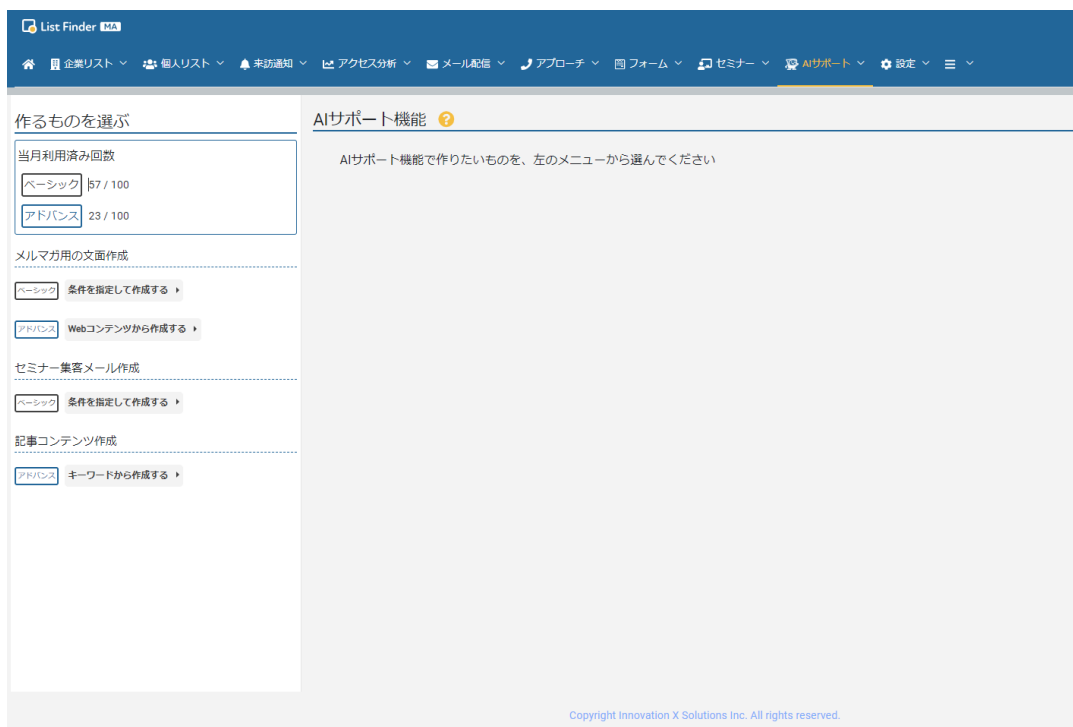 List Finder MA
企業リスト 個人リスト 来訪通知 アクセス分析 メール配信 アプローチ フォーム セミナー AIサポート 設定
作るものを選ぶ
当月利用済み回数
ベーシック 57 / 100
アドバンス 23 / 100
メルマガ用の文面作成
ベーシック 条件を指定して作成する
アドバンス Webコンテンツから作成する
セミナー集客メール作成
ベーシック 条件を指定して作成する
記事コンテンツ作成
アドバンス キーワードから作成する
AIサポート機能 ?
AIサポート機能で作りたいものを、左のメニューから選んでください
Copyright Innovation X Solutions Inc. All rights reserved.